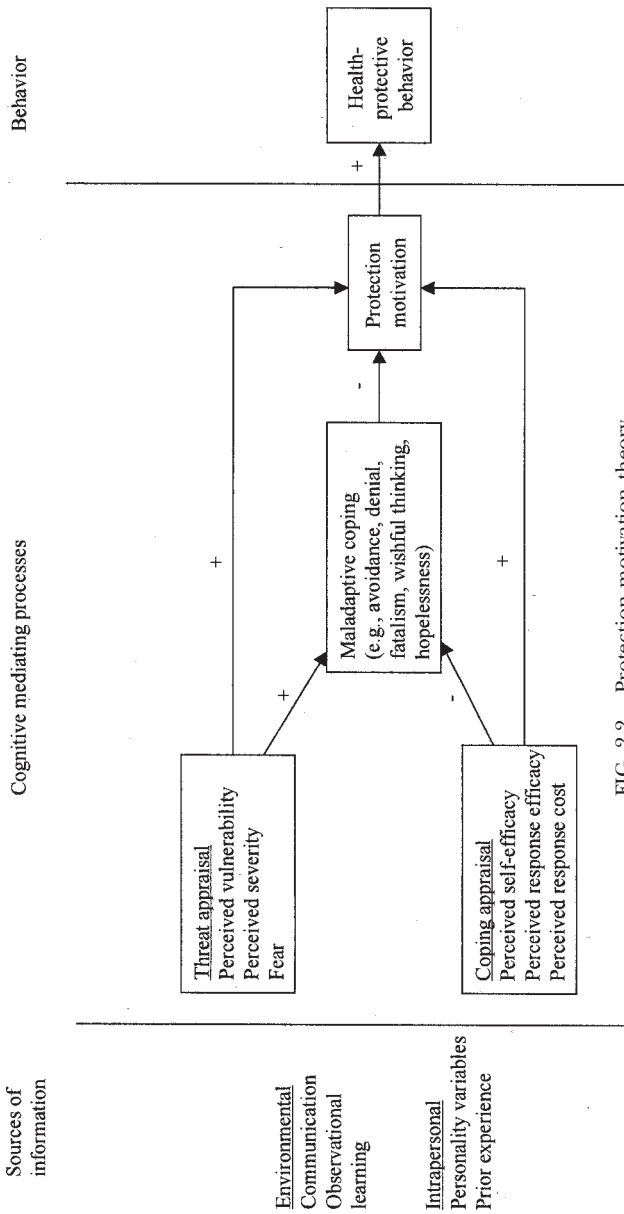 Sources of
information
Cognitive mediating processes
Behavior
Environmental
Communication
Observational
learning
Intrapersonal
Personality variables
Prior experience
Threat appraisal
Perceived vulnerability
Perceived severity
Fear
Coping appraisal
Perceived self-efficacy
Perceived response efficacy
Perceived response cost
+
+
-
+
Maladaptive coping
(e.g., avoidance, denial,
fatalism, wishful thinking,
hopelessness)
-
Protection
motivation
+
Health-
protective
behavior
FIG. 2.2 Protection motivation theory